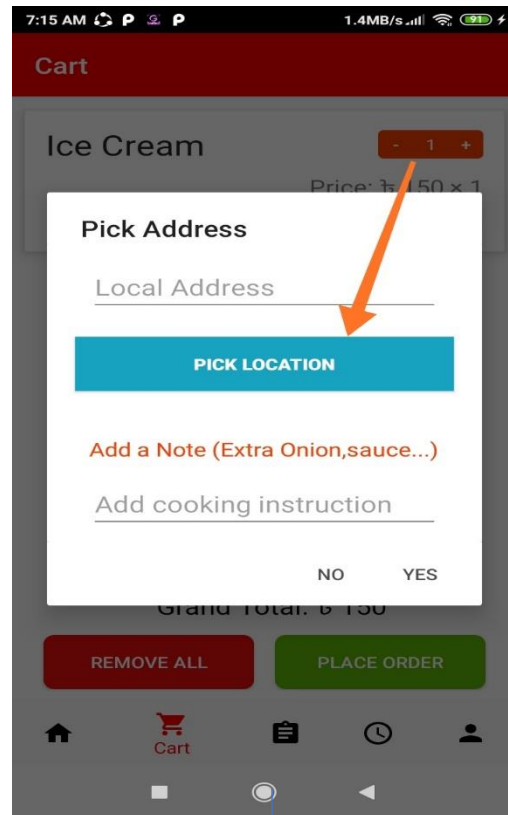 7:15 AM P P 1.4MB/s 91
Cart
Ice Cream - 1 +
Price: ৳ 150 × 1
Pick Address
Local Address
PICK LOCATION
Add a Note (Extra Onion,sauce...)
Add cooking instruction
NO YES
Grand Total: ৳ 150
REMOVE ALL PLACE ORDER
Cart